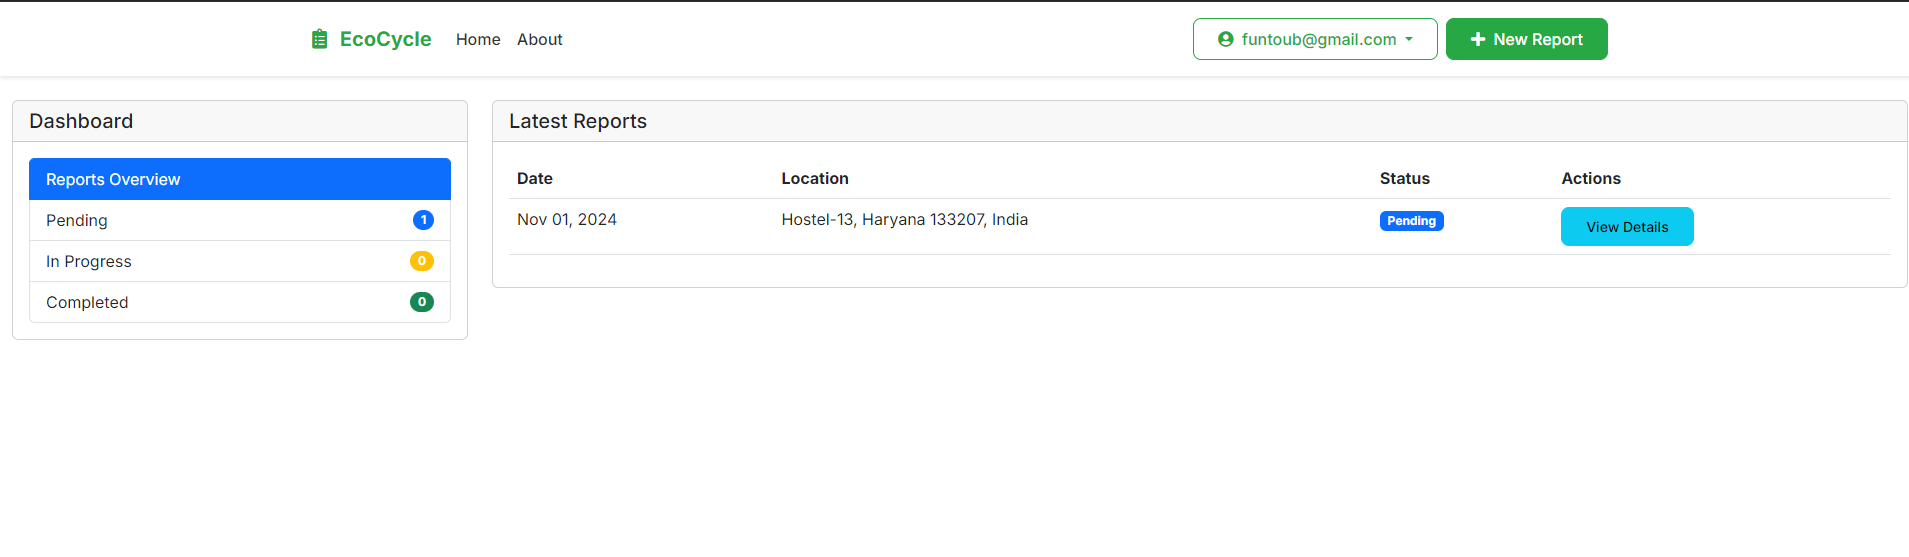 EcoCycle Home About funtoub@gmail.com New Report
Dashboard
Reports Overview
Pending 1
In Progress 0
Completed 0
Latest Reports
Date Location Status Actions
Nov 01, 2024 Hostel-13, Haryana 133207, India Pending View Details